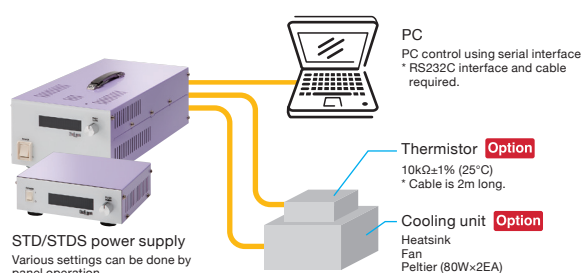 PC
PC control using serial interface
* RS232C interface and cable
required.
Thermistor Option
10kΩ±1% (25°C)
* Cable is 2m long.
Cooling unit Option
Heatsink
Fan
Peltier (80W×2EA)
STD/STDS power supply
Various settings can be done by
panel operation